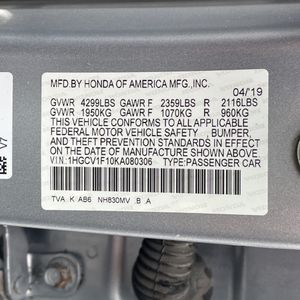 MFD.BY HONDA OF AMERICA MFG.,INC.
04/'19
GVWR 4299LBS GAWR F 2359LBS R 2116LBS
GVWR 1950KG GAWR F 1070KG R 960KG
THIS VEHICLE CONFORMS TO ALL APPLICABLE
FEDERAL MOTOR VEHICLE SAFETY, BUMPER,
AND THEFT PREVENTION STANDARDS IN
EFFECT ON THE DATE OF MANUFACTURE
SHOWN ABOVE.
V.I.N.: 1HGCV1F10KA080306 TYPE:PASSENGER CAR
TVA K AB6 NH830MV B A